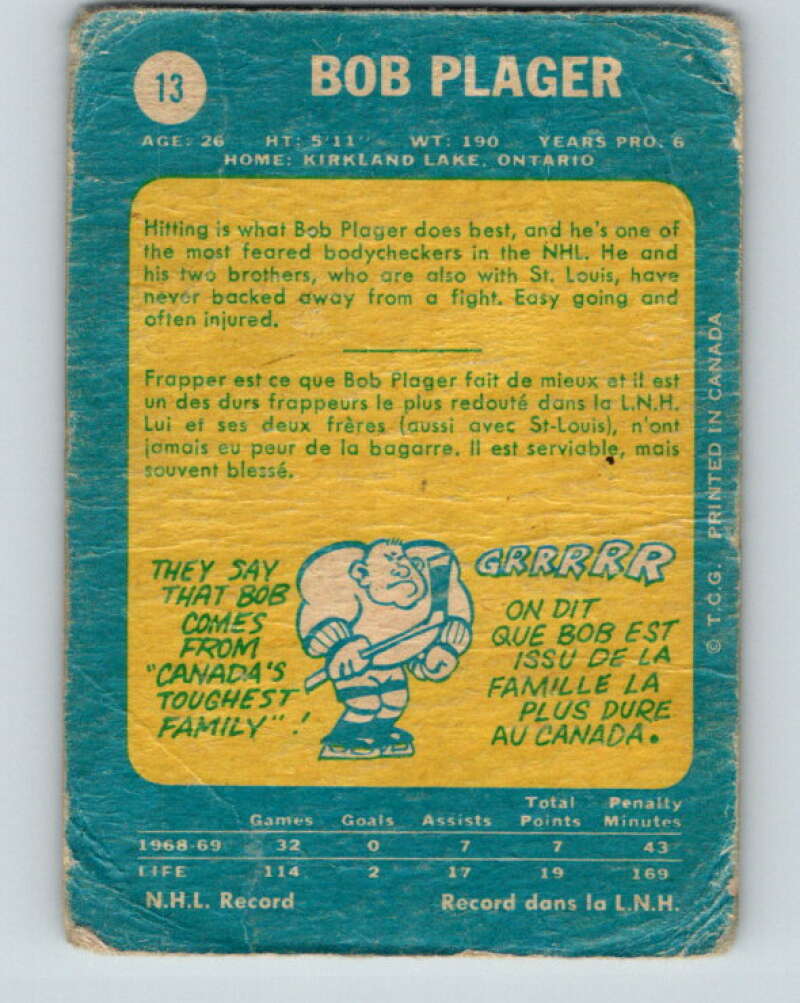 13
BOB PLAGER
AGE: 26 HT: 5'11" WT: 190 YEARS PRO. 6
HOME: KIRKLAND LAKE, ONTARIO
Hitting is what Bob Plager does best, and he's one of
the most feared bodycheckers in the NHL. He and
his two brothers, who are also with St. Louis, have
never backed away from a fight. Easy going and
often injured.
Frapper est ce que Bob Plager fait de mieux et il est
un des durs frappeurs le plus redouté dans la L.N.H.
Lui et ses deux frères (aussi avec St-Louis), n'ont
jamais eu peur de la bagarre. Il est serviable, mais
souvent blessé.
THEY SAY
THAT BOB
COMES
FROM
"CANADA'S
TOUGHEST
FAMILY"!
GRRRRR
ON DIT
QUE BOB EST
ISSU DE LA
FAMILLE LA
PLUS DURE
AU CANADA.
© T.C.G. PRINTED IN CANADA
Games Goals Assists Total Points Penalty Minutes
1968-69 32 0 7 7 43
LIFE 114 2 17 19 169
N.H.L. Record Record dans la L.N.H.